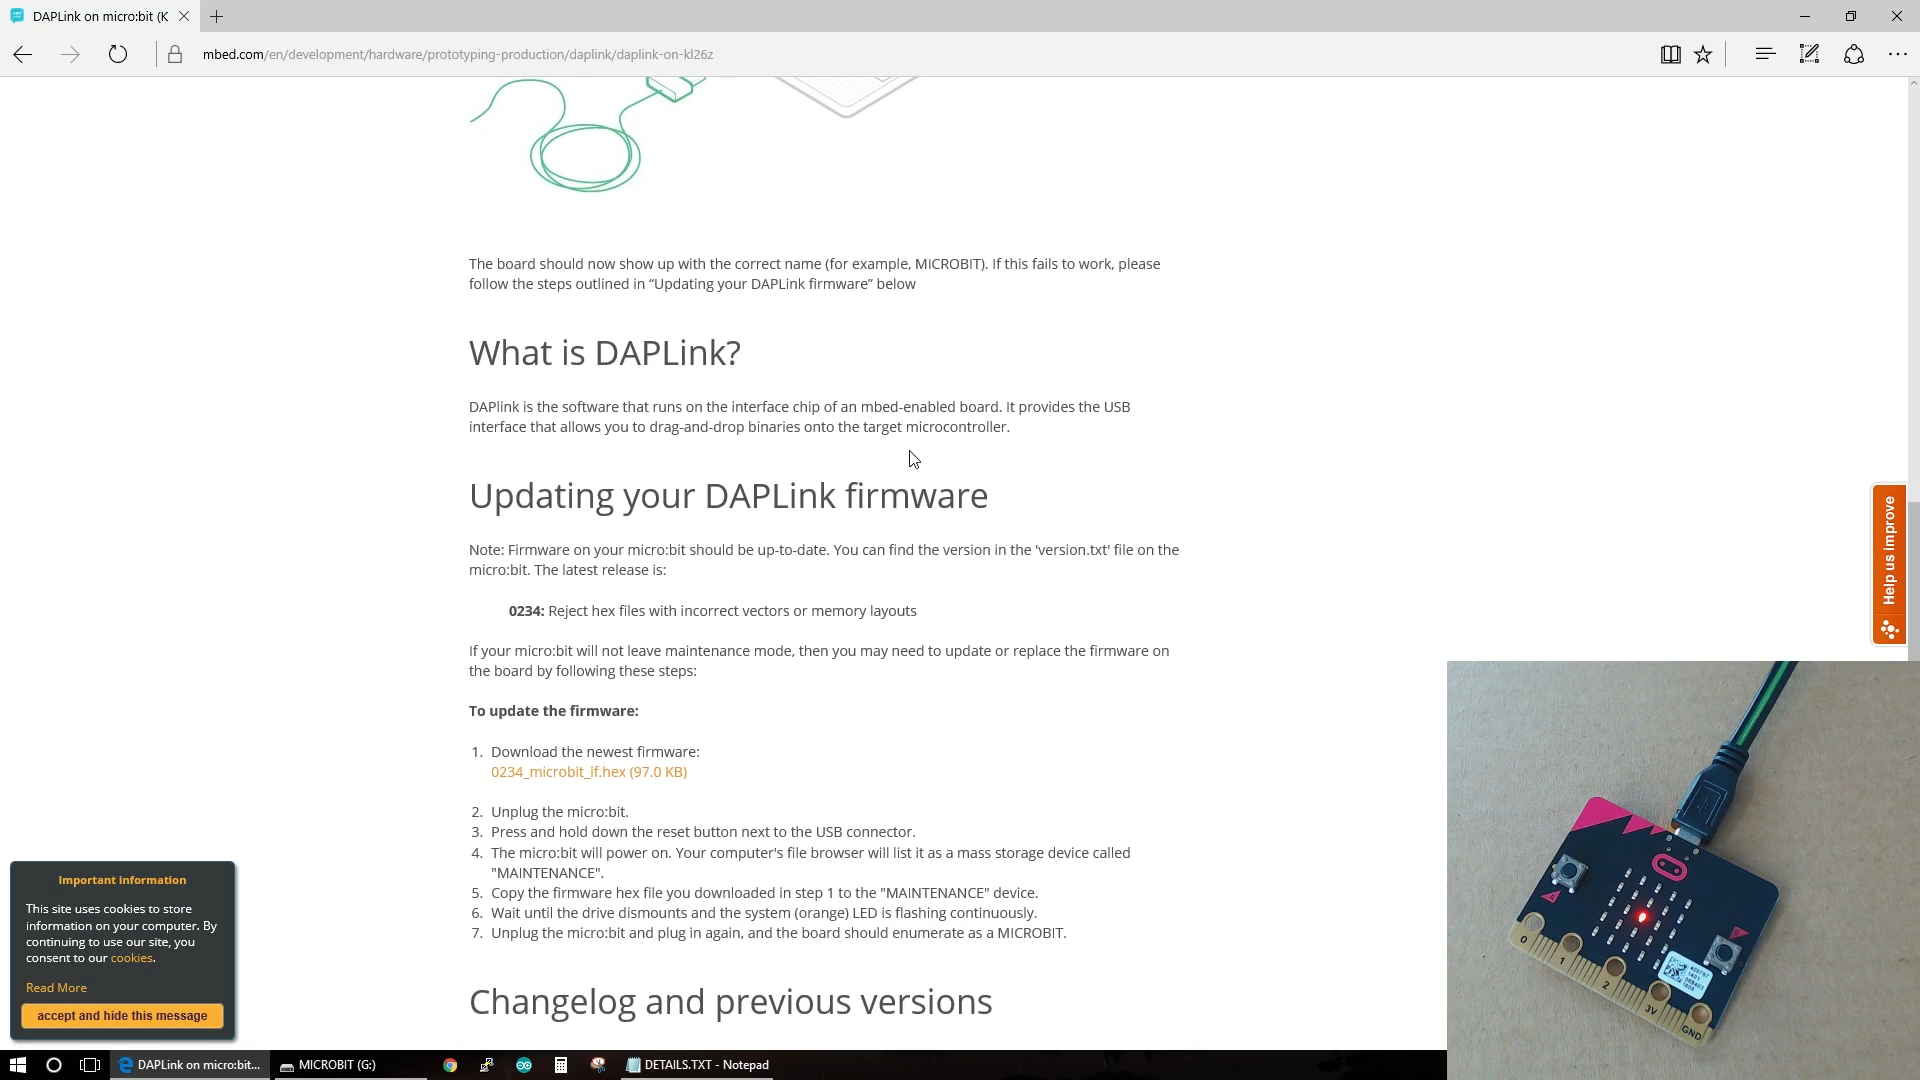 DAPLink on micro:bit (K
mbed.com/en/development/hardware/prototyping-production/daplink/daplink-on-kl26z
The board should now show up with the correct name (for example, MICROBIT). If this fails to work, please
follow the steps outlined in “Updating your DAPLink firmware” below
What is DAPLink?
DAPlink is the software that runs on the interface chip of an mbed-enabled board. It provides the USB
interface that allows you to drag-and-drop binaries onto the target microcontroller.
Updating your DAPLink firmware
Note: Firmware on your micro:bit should be up-to-date. You can find the version in the 'version.txt' file on the
micro:bit. The latest release is:
0234: Reject hex files with incorrect vectors or memory layouts
If your micro:bit will not leave maintenance mode, then you may need to update or replace the firmware on
the board by following these steps:
To update the firmware:
1. Download the newest firmware:
0234_microbit_if.hex (97.0 KB)
2. Unplug the micro:bit.
3. Press and hold down the reset button next to the USB connector.
4. The micro:bit will power on. Your computer's file browser will list it as a mass storage device called
"MAINTENANCE".
5. Copy the firmware hex file you downloaded in step 1 to the "MAINTENANCE" device.
6. Wait until the drive dismounts and the system (orange) LED is flashing continuously.
7. Unplug the micro:bit and plug in again, and the board should enumerate as a MICROBIT.
Changelog and previous versions
Help us improve
Important information
This site uses cookies to store
information on your computer. By
continuing to use our site, you
consent to our cookies.
Read More
accept and hide this message
0
1
2
3V
GND
DAPLink on micro:bit...
MICROBIT (G:)
DETAILS.TXT - Notepad